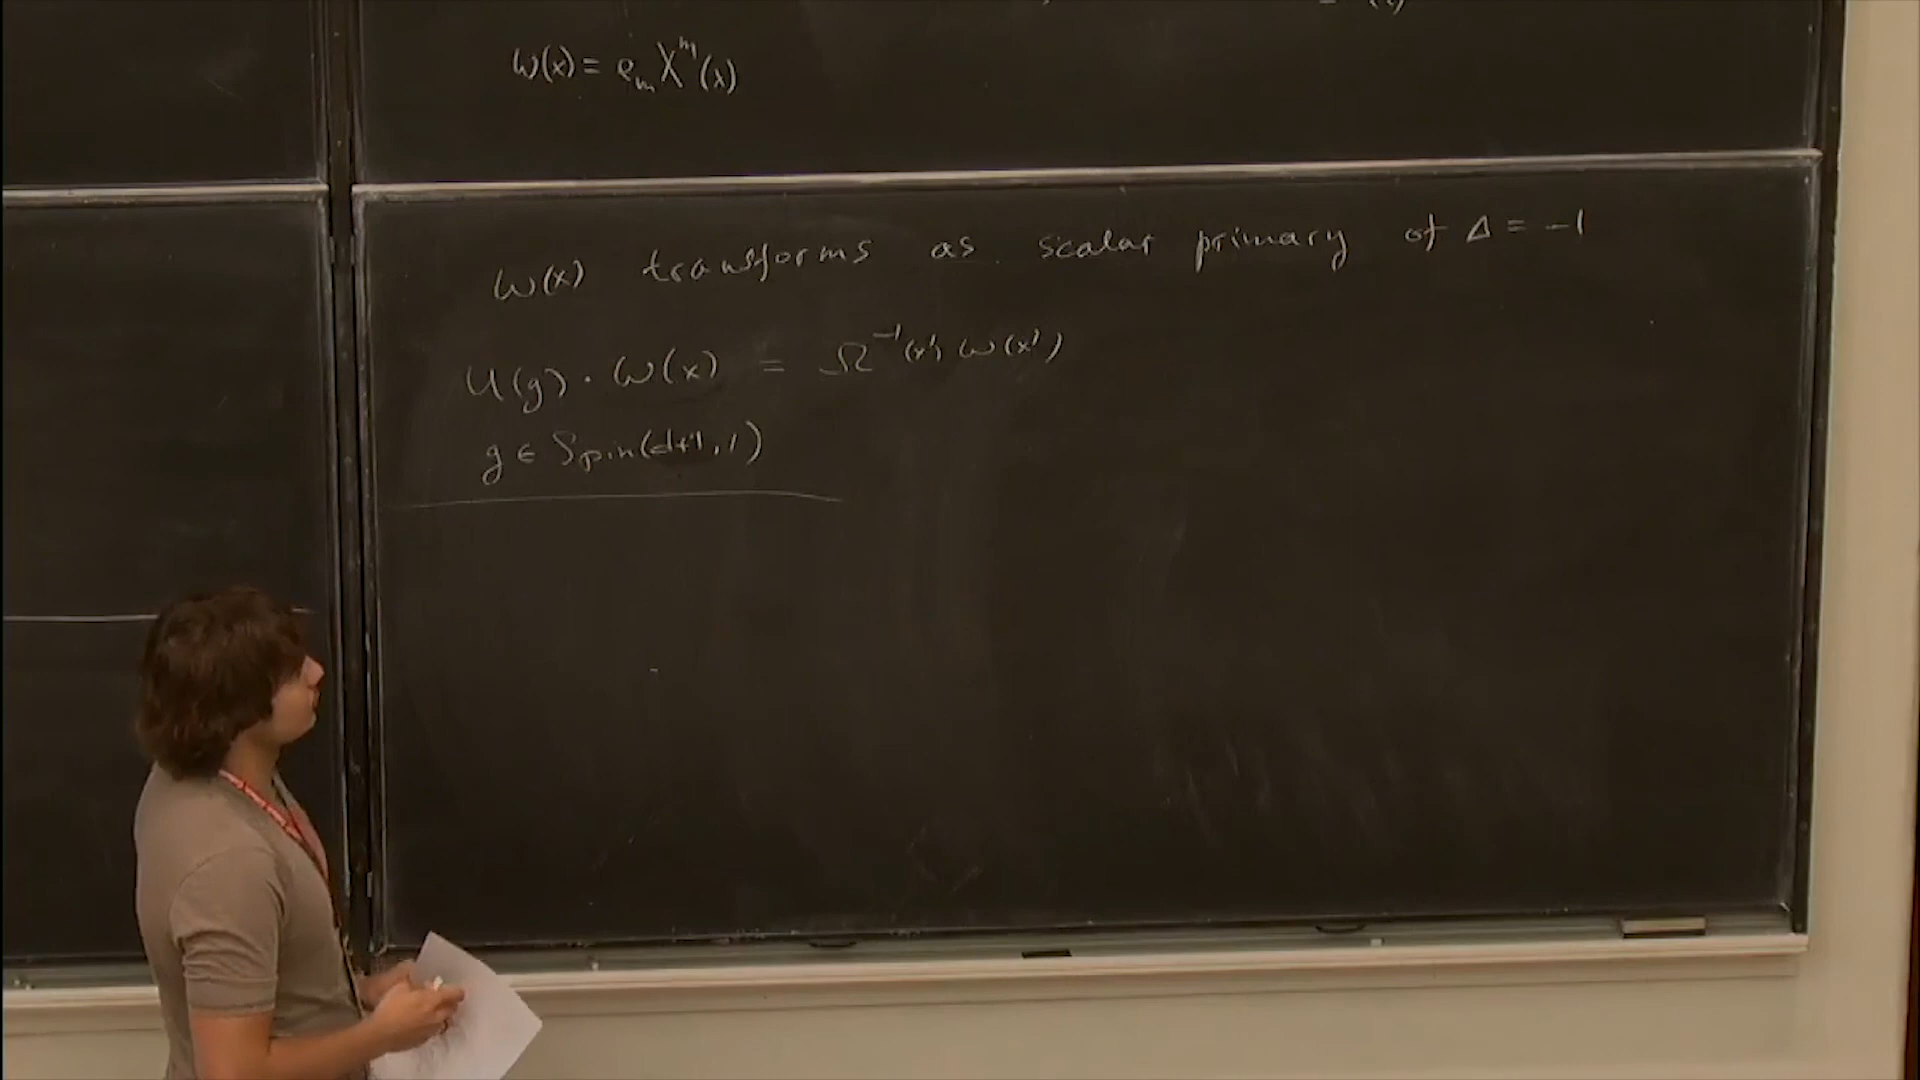 ω(x) = e_m X^m(x)
ω(x) transforms as scalar primary of Δ = -1
U(g) · ω(x) = Ω^{-1}(x') ω(x')
g ∈ Spin(d+1, 1)